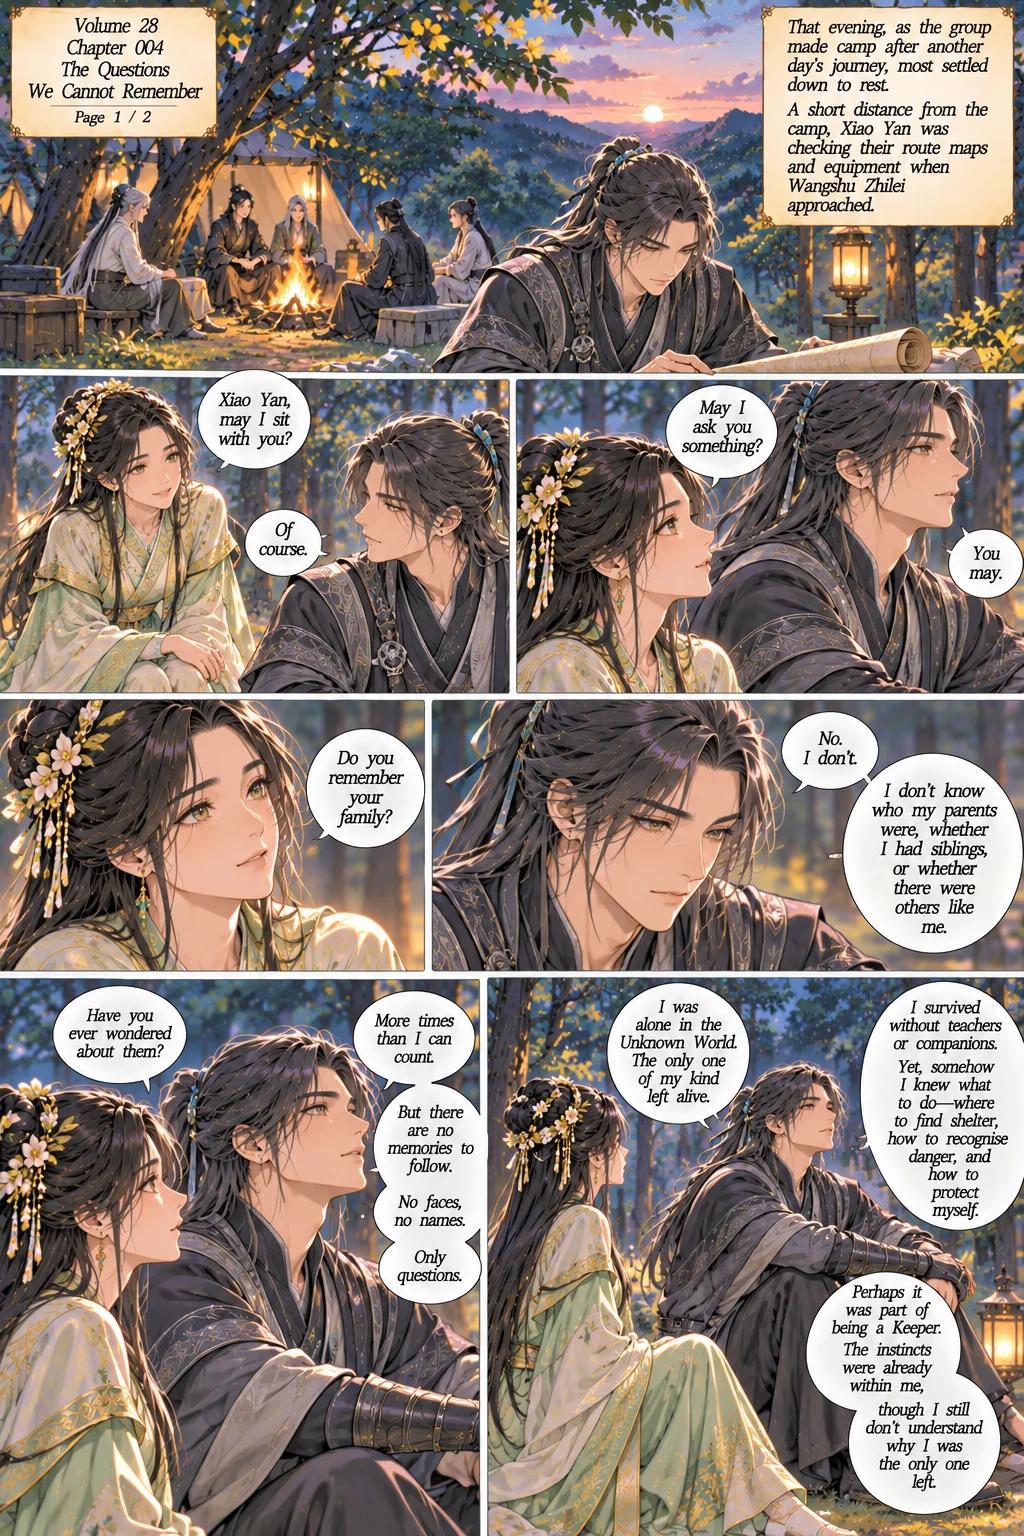 Volume 28
Chapter 004
The Questions
We Cannot Remember
Page 1 / 2
That evening, as the group
made camp after another
day's journey, most settled
down to rest.
A short distance from the
camp, Xiao Yan was
checking their route maps
and equipment when
Wangshu Zhilei
approached.
Xiao Yan,
may I sit
with you?
Of
course.
May I
ask you
something?
You
may.
Do you
remember
your
family?
No.
I don't.
I don't know
who my parents
were, whether
I had siblings,
or whether
there were
others like
me.
Have you
ever wondered
about them?
More times
than I can
count.
But there
are no
memories to
follow.
No faces,
no names.
Only
questions.
I was
alone in the
Unknown World.
The only one
of my kind
left alive.
I survived
without teachers
or companions.
Yet, somehow
I knew what
to do—where
to find shelter,
how to recognise
danger, and
how to
protect
myself.
Perhaps it
was part of
being a Keeper.
The instincts
were already
within me,
though I still
don't understand
why I was
the only one
left.